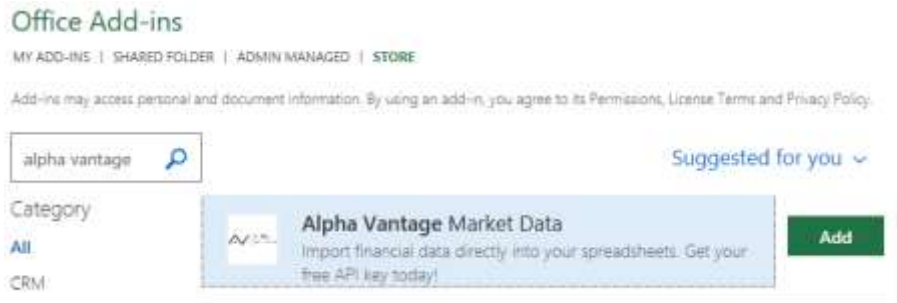 Office Add-ins
MY ADD-INS | SHARED FOLDER | ADMIN MANAGED | STORE
Add-ins may access personal and document information. By using an add-in, you agree to its Permissions, License Terms and Privacy Policy.
alpha vantage
Suggested for you
Category
Alpha Vantage Market Data
Add
All
Import financial data directly into your spreadsheets. Get your
free API key today!
CRM